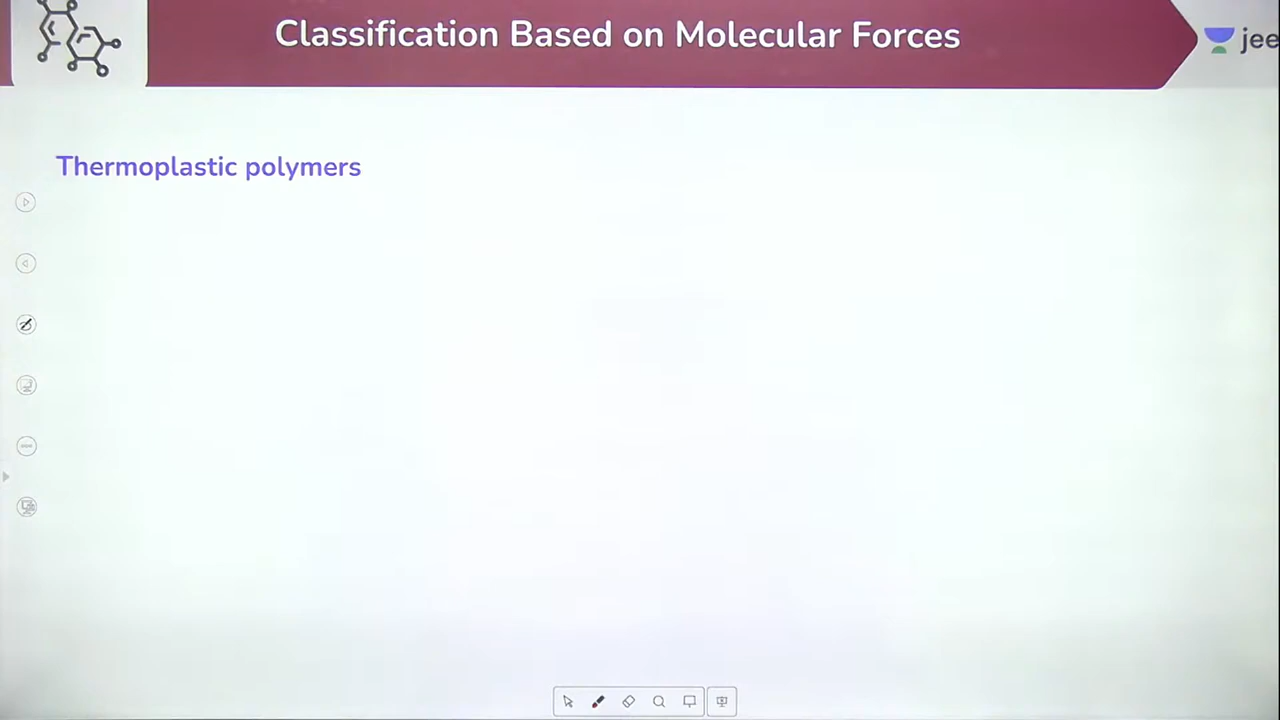 Classification Based on Molecular Forces
jee
Thermoplastic polymers